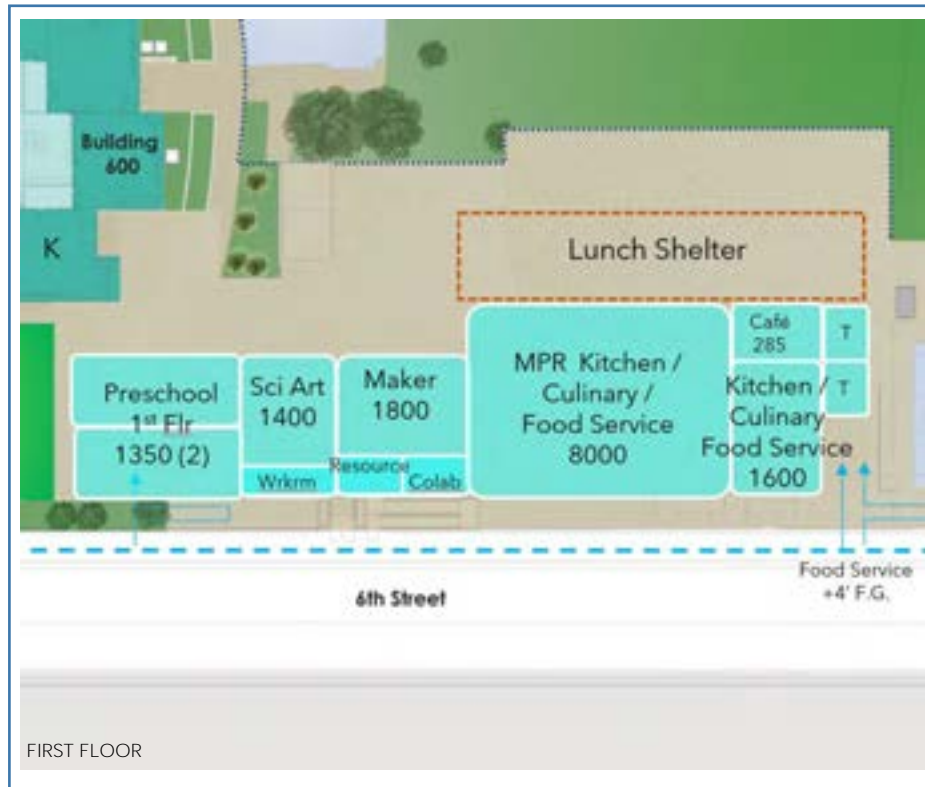 Building
600
K
Lunch Shelter
Preschool
1st Flr
1350 (2)
Sci Art
1400
Wrkrm
Maker
1800
Resource
Colab
MPR Kitchen /
Culinary /
Food Service
8000
Café
285
T
T
Kitchen /
Culinary
Food Service
1600
Food Service
+4' F.G.
6th Street
FIRST FLOOR